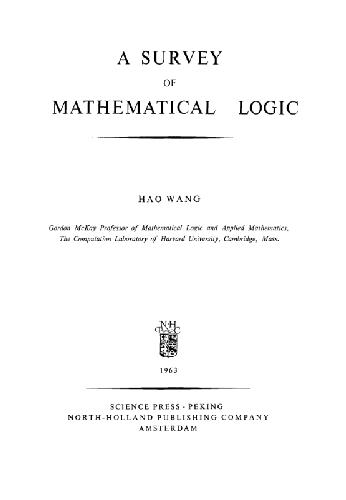 A SURVEY
OF
MATHEMATICAL LOGIC
HAO WANG
Gordon McKay Professor of Mathematical Logic and Applied Mathematics,
The Computation Laboratory of Harvard University, Cambridge, Mass.
N·H
1963
SCIENCE PRESS · PEKING
NORTH-HOLLAND PUBLISHING COMPANY
AMSTERDAM